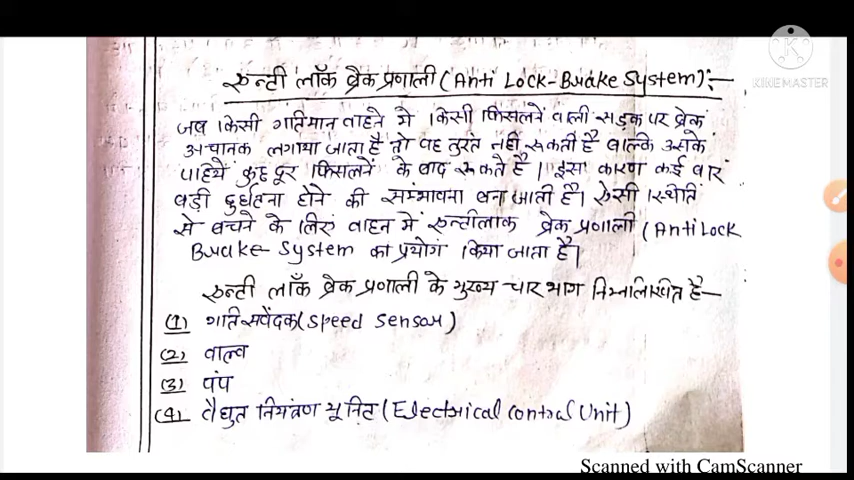 KINEMASTER
एन्टी लॉक ब्रेक प्रणाली (Anti Lock-Brake System):-
जब किसी गतिमान वाहन में किसी फिसलने वाली सड़क पर ब्रेक
अचानक लगाया जाता है तो वह तुरंत नहीं रूकती है बल्कि उसके
पहिये कुछ दूर फिसलने के बाद रूकते है। इस कारण कई बार
बड़ी दुर्घटना होने की सम्भावना बन जाती है। ऐसी स्थिति
से बचने के लिए वाहन में एन्टीलाक ब्रेक प्रणाली (Anti Lock
Brake System का प्रयोग किया जाता है।
एन्टी लॉक ब्रेक प्रणाली के मुख्य चार भाग निम्नलिखित है-
(1) गति संवेदक (Speed Sensor)
(2) वाल्व
(3) पंप
(4) वैधुत नियंत्रण यूनिट (Electrical Control Unit)
Scanned with CamScanner